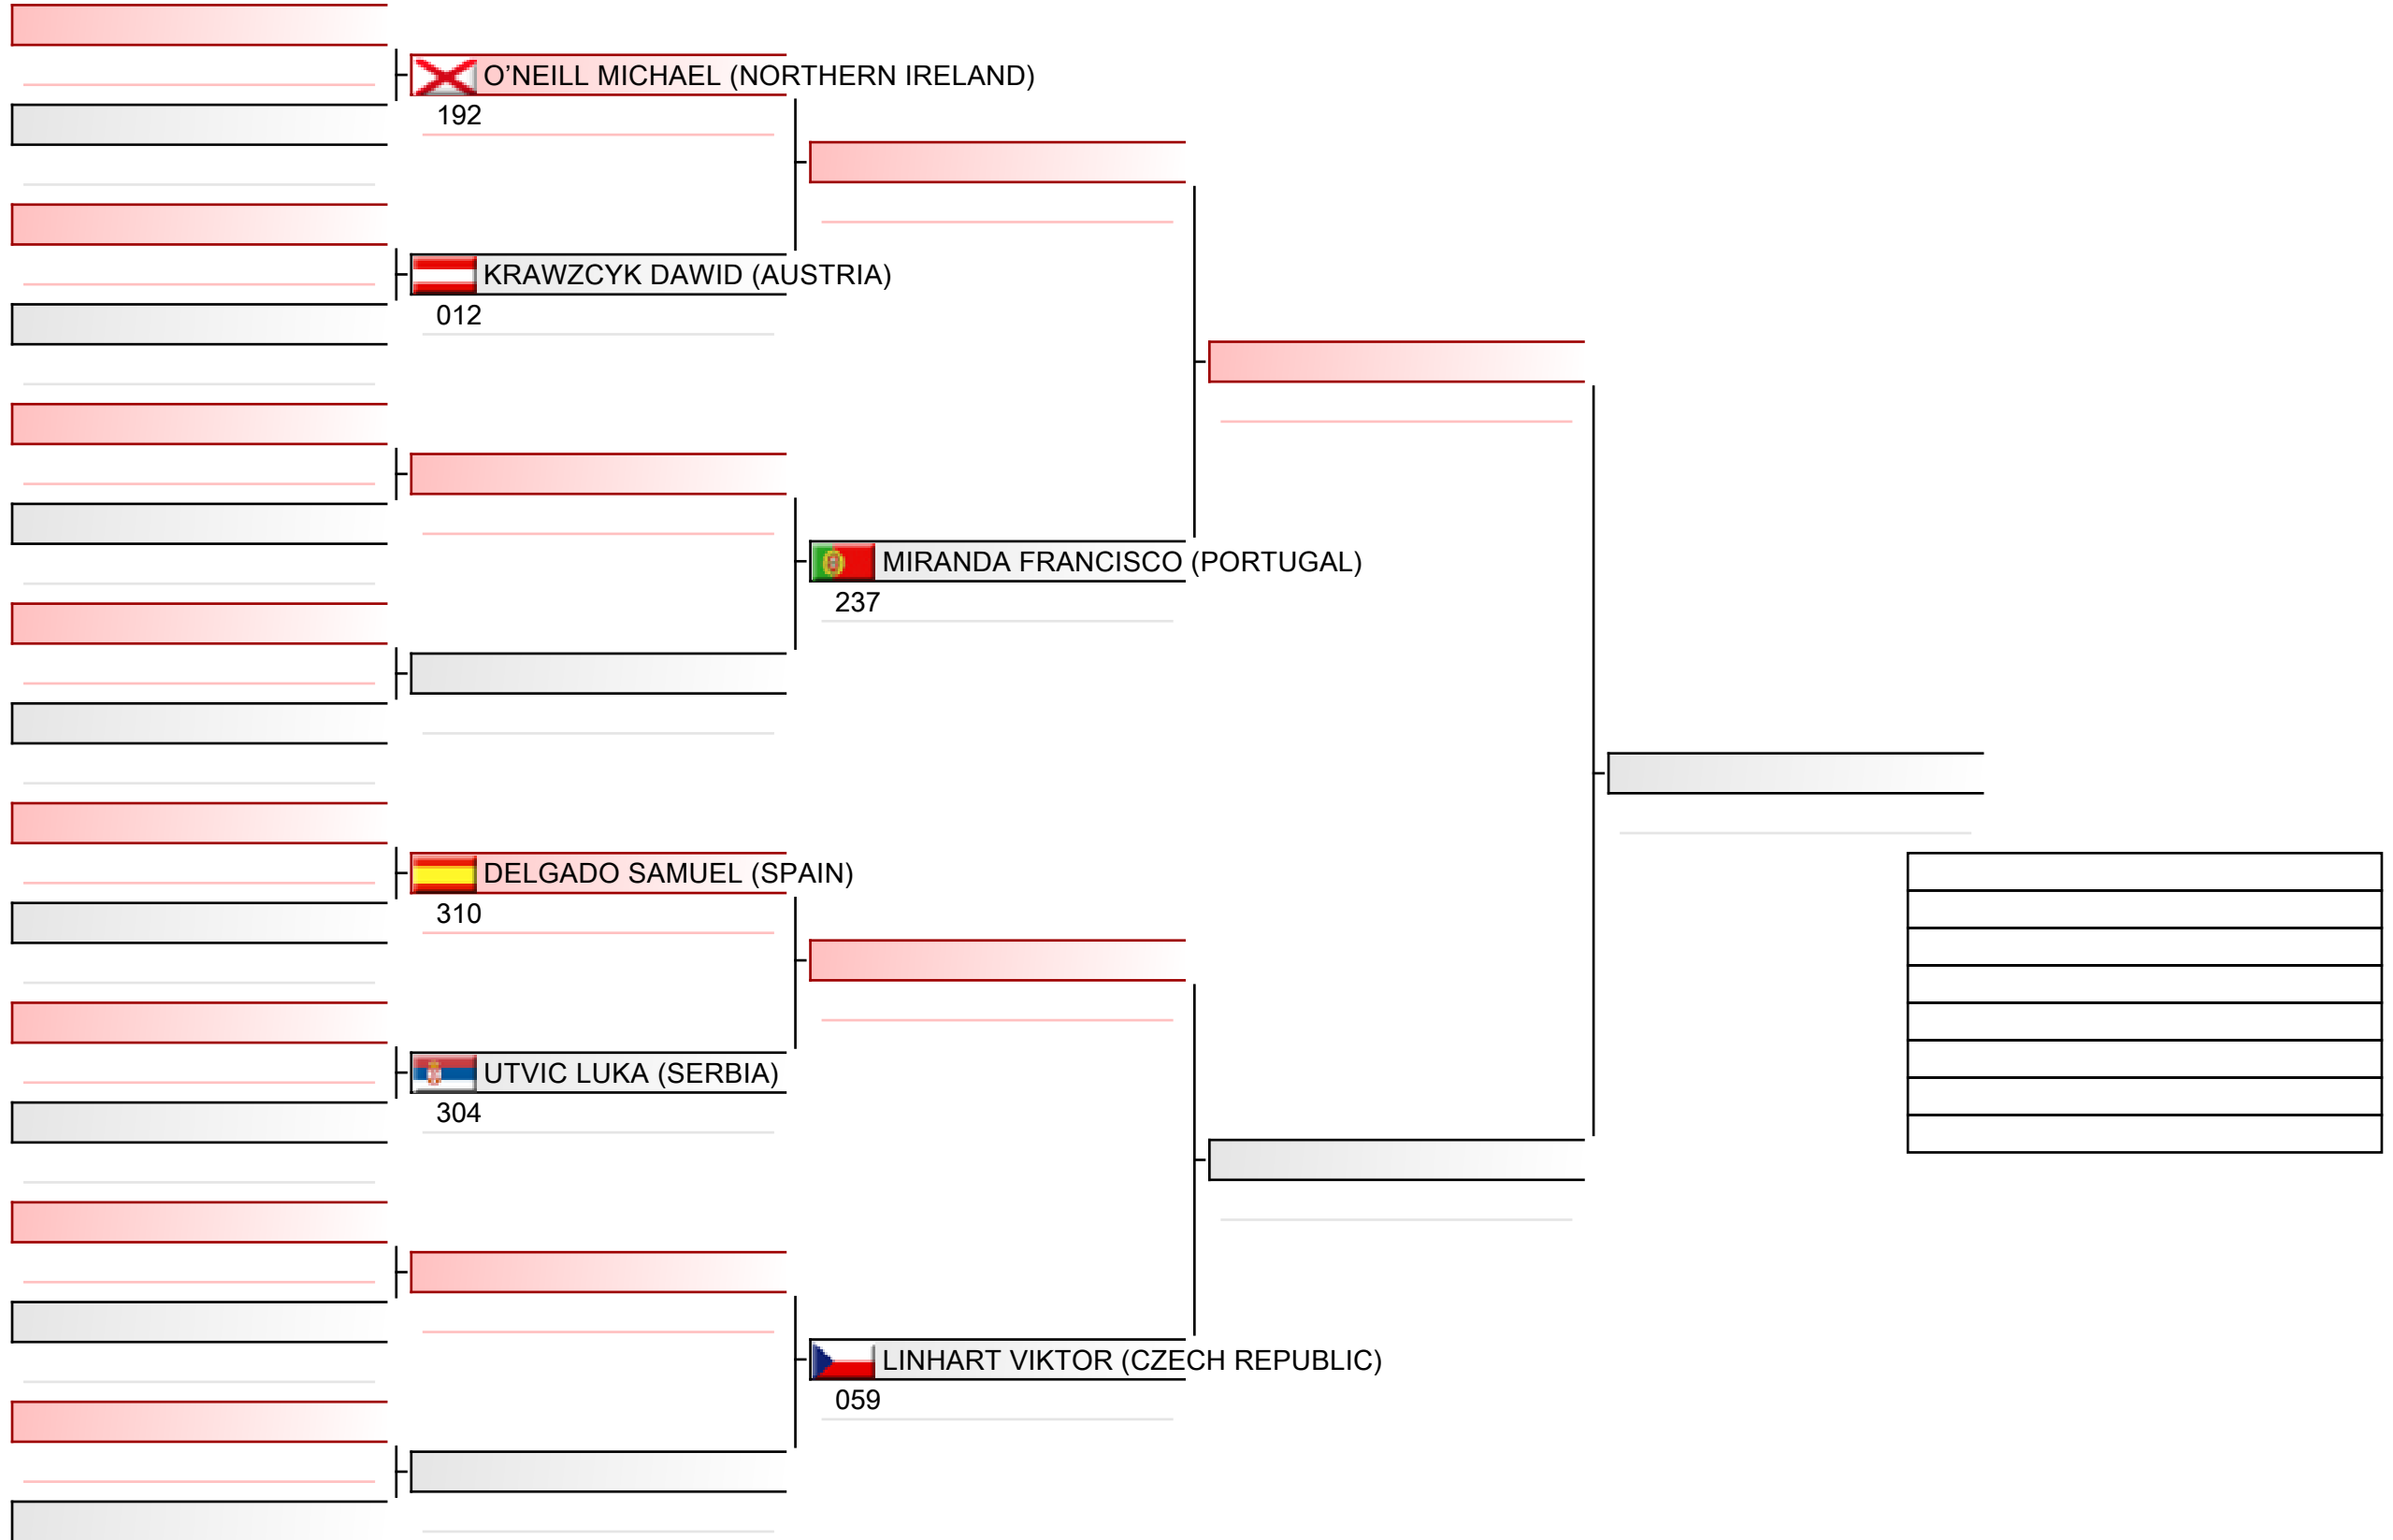 O'NEILL MICHAEL (NORTHERN IRELAND)
192
KRAWZCYK DAWID (AUSTRIA)
012
MIRANDA FRANCISCO (PORTUGAL)
237
DELGADO SAMUEL (SPAIN)
310
UTVIC LUKA (SERBIA)
304
LINHART VIKTOR (CZECH REPUBLIC)
059